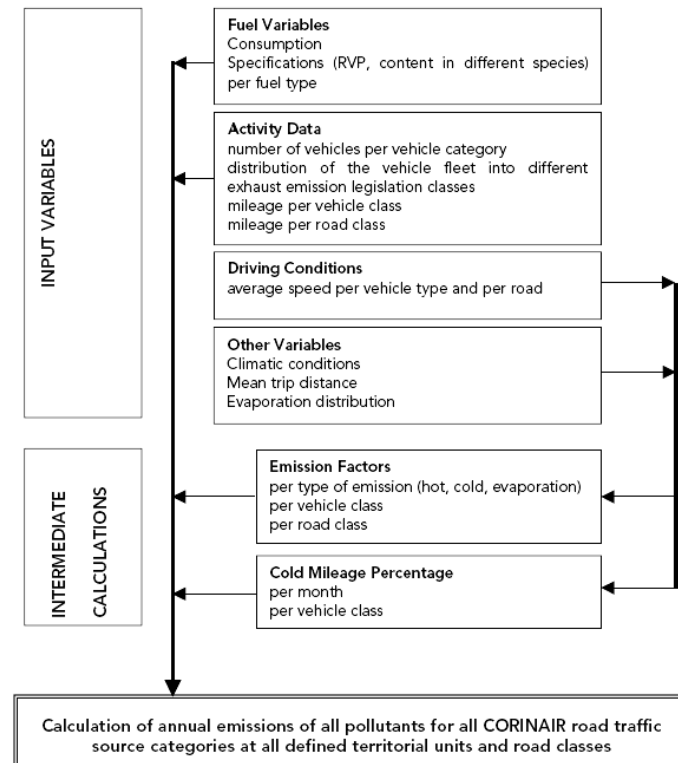 INPUT VARIABLES
Fuel Variables
Consumption
Specifications (RVP, content in different species)
per fuel type
Activity Data
number of vehicles per vehicle category
distribution of the vehicle fleet into different
exhaust emission legislation classes
mileage per vehicle class
mileage per road class
Driving Conditions
average speed per vehicle type and per road
Other Variables
Climatic conditions
Mean trip distance
Evaporation distribution
INTERMEDIATE
CALCULATIONS
Emission Factors
per type of emission (hot, cold, evaporation)
per vehicle class
per road class
Cold Mileage Percentage
per month
per vehicle class
Calculation of annual emissions of all pollutants for all CORINAIR road traffic
source categories at all defined territorial units and road classes